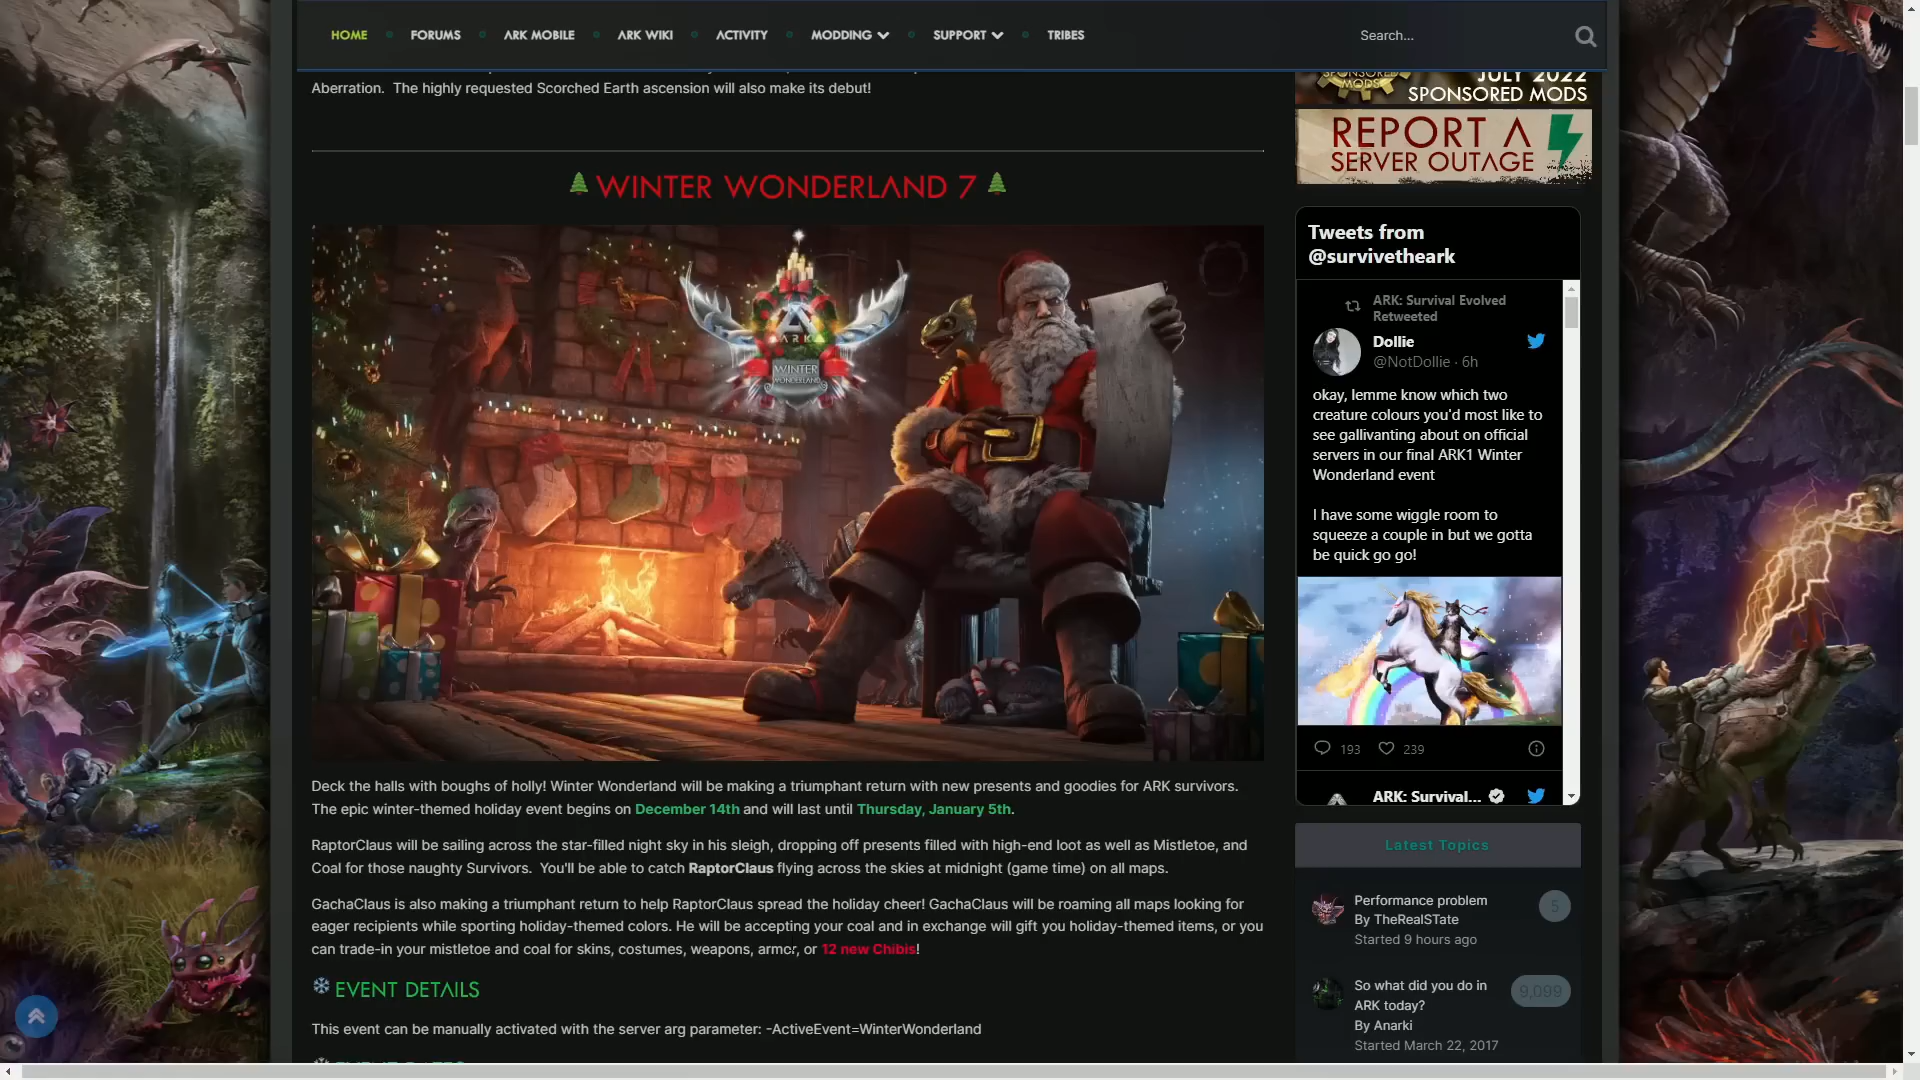 HOME
FORUMS
ARK MOBILE
ARK WIKI
ACTIVITY
MODDING
SUPPORT
TRIBES
Search...
Aberration.  The highly requested Scorched Earth ascension will also make its debut!
WINTER WONDERLAND 7
ARK
WINTER
WONDERLAND
Deck the halls with boughs of holly! Winter Wonderland will be making a triumphant return with new presents and goodies for ARK survivors.
The epic winter-themed holiday event begins on December 14th and will last until Thursday, January 5th.
RaptorClaus will be sailing across the star-filled night sky in his sleigh, dropping off presents filled with high-end loot as well as Mistletoe, and
Coal for those naughty Survivors.  You'll be able to catch RaptorClaus flying across the skies at midnight (game time) on all maps.
GachaClaus is also making a triumphant return to help RaptorClaus spread the holiday cheer! GachaClaus will be roaming all maps looking for
eager recipients while sporting holiday-themed colors. He will be accepting your coal and in exchange will gift you holiday-themed items, or you
can trade-in your mistletoe and coal for skins, costumes, weapons, armor, or 12 new Chibis!
EVENT DETAILS
This event can be manually activated with the server arg parameter: -ActiveEvent=WinterWonderland
SPONSORED
MODS
JULY 2022
SPONSORED MODS
REPORT A
SERVER OUTAGE
Tweets from
@survivetheark
ARK: Survival Evolved
Retweeted
Dollie
@NotDollie · 6h
okay, lemme know which two
creature colours you'd most like to
see gallivanting about on official
servers in our final ARK1 Winter
Wonderland event
I have some wiggle room to
squeeze a couple in but we gotta
be quick go go!
193
239
ARK: Survival...
Latest Topics
Performance problem
By TheRealSTate
Started 9 hours ago
5
So what did you do in
ARK today?
By Anarki
Started March 22, 2017
9,099